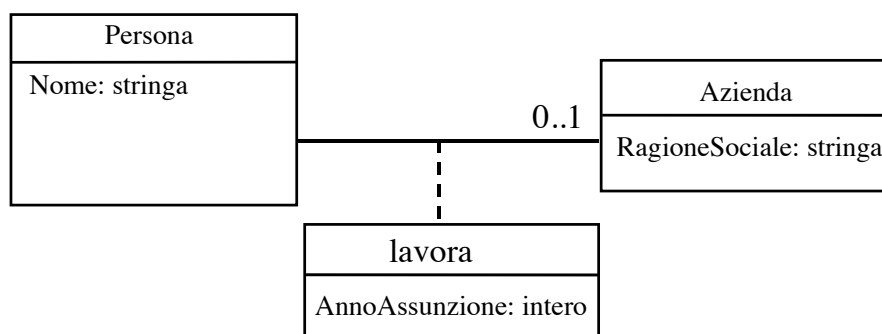 Persona
Nome: stringa
0..1
Azienda
RagioneSociale: stringa
lavora
AnnoAssunzione: intero